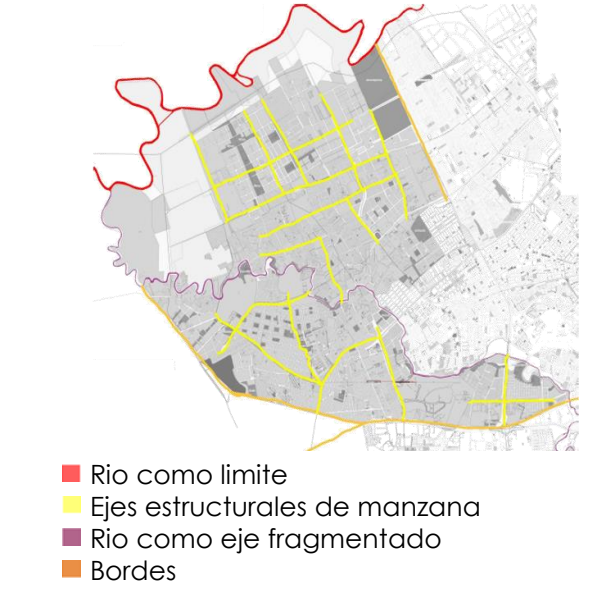 Rio como limite
Ejes estructurales de manzana
Rio como eje fragmentado
Bordes